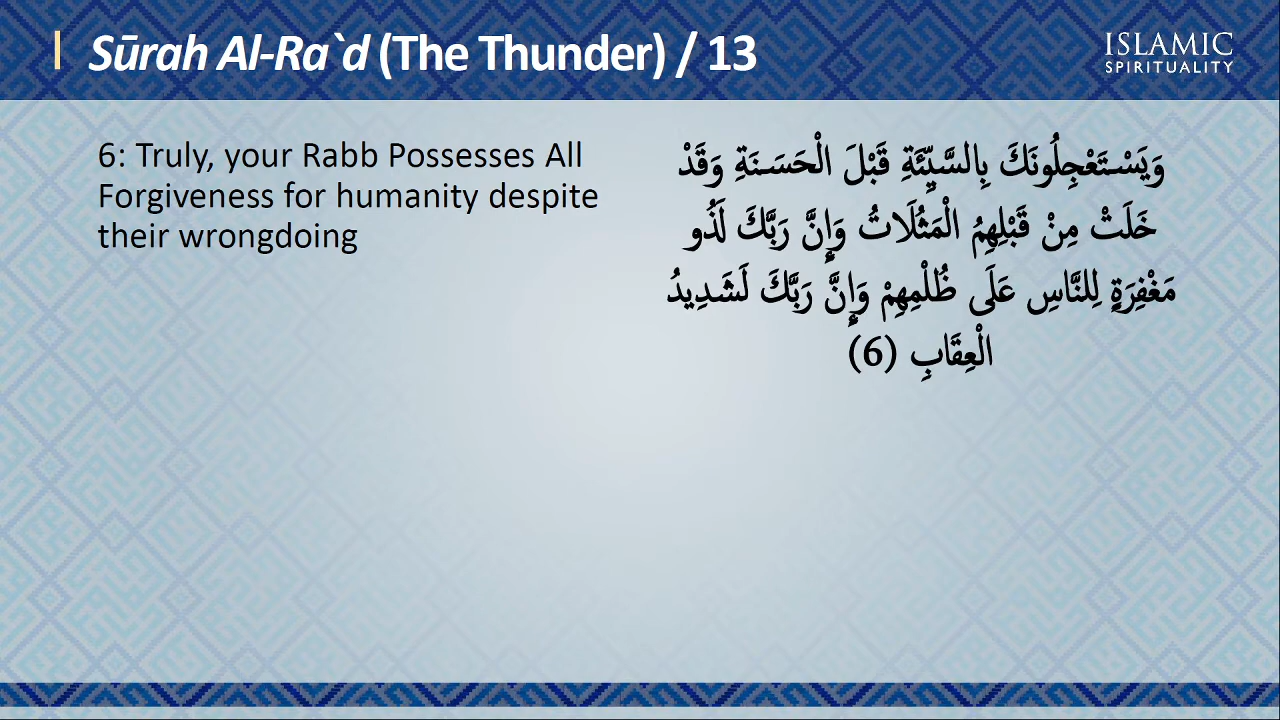 Sūrah Al-Ra`d (The Thunder) / 13
ISLAMIC
SPIRITUALITY
6: Truly, your Rabb Possesses All
Forgiveness for humanity despite
their wrongdoing
وَيَسْتَعْجِلُونَكَ بِالسَّيِّئَةِ قَبْلَ الْحَسَنَةِ وَقَدْ
خَلَتْ مِنْ قَبْلِهِمُ الْمَثُلَاتُ وَإِنَّ رَبَّكَ لَذُو
مَغْفِرَةٍ لِلنَّاسِ عَلَى ظُلْمِهِمْ وَإِنَّ رَبَّكَ لَشَدِيدُ
الْعِقَابِ (6)